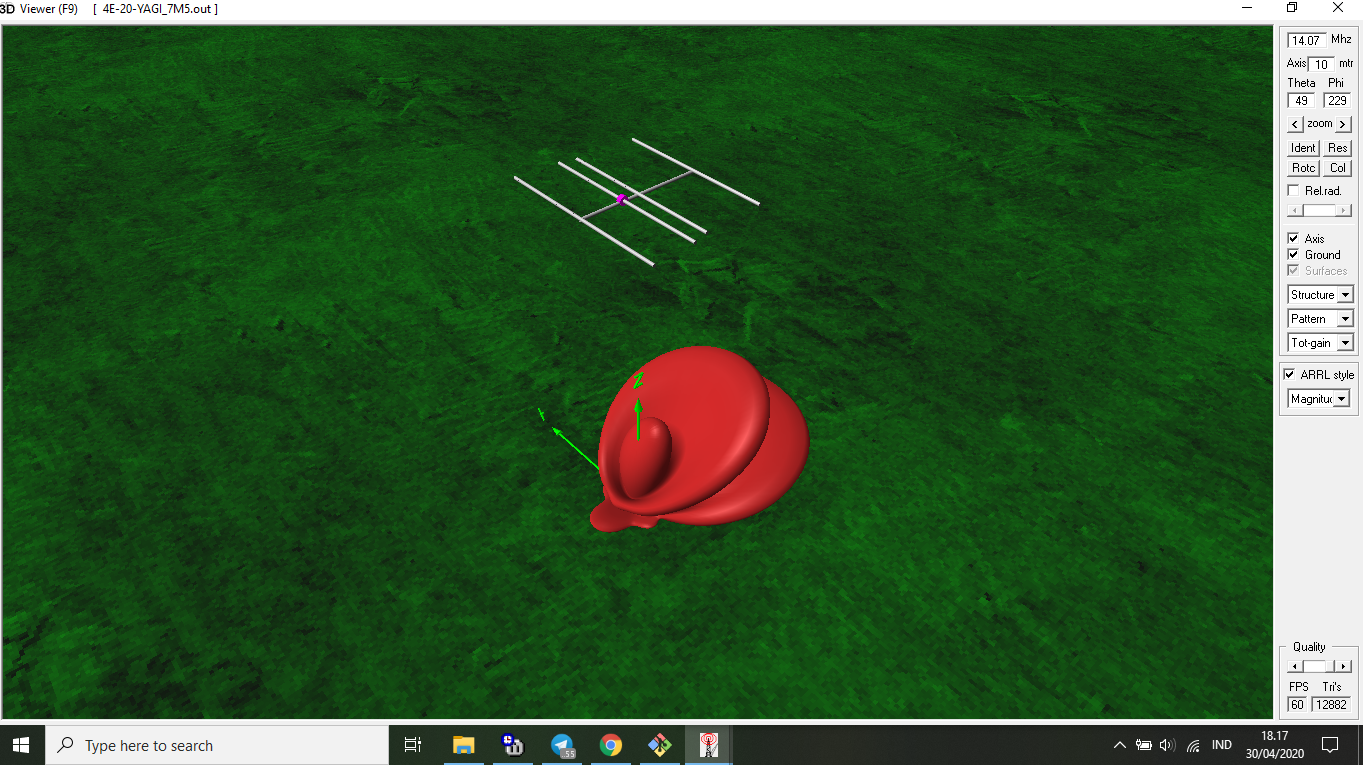 3D Viewer (F9) [ 4E-20-YAGI_7M5.out ]
14.07 Mhz
Axis 10 mtr
Theta Phi
49 229
< zoom >
Ident Res
Rotc Col
Rel.rad.
Axis
Ground
Surfaces
Structure
Pattern
Tot-gain
ARRL style
Magnituc
Z
Quality
FPS Tri's
60 12882
Type here to search
55
IND
18.17
30/04/2020